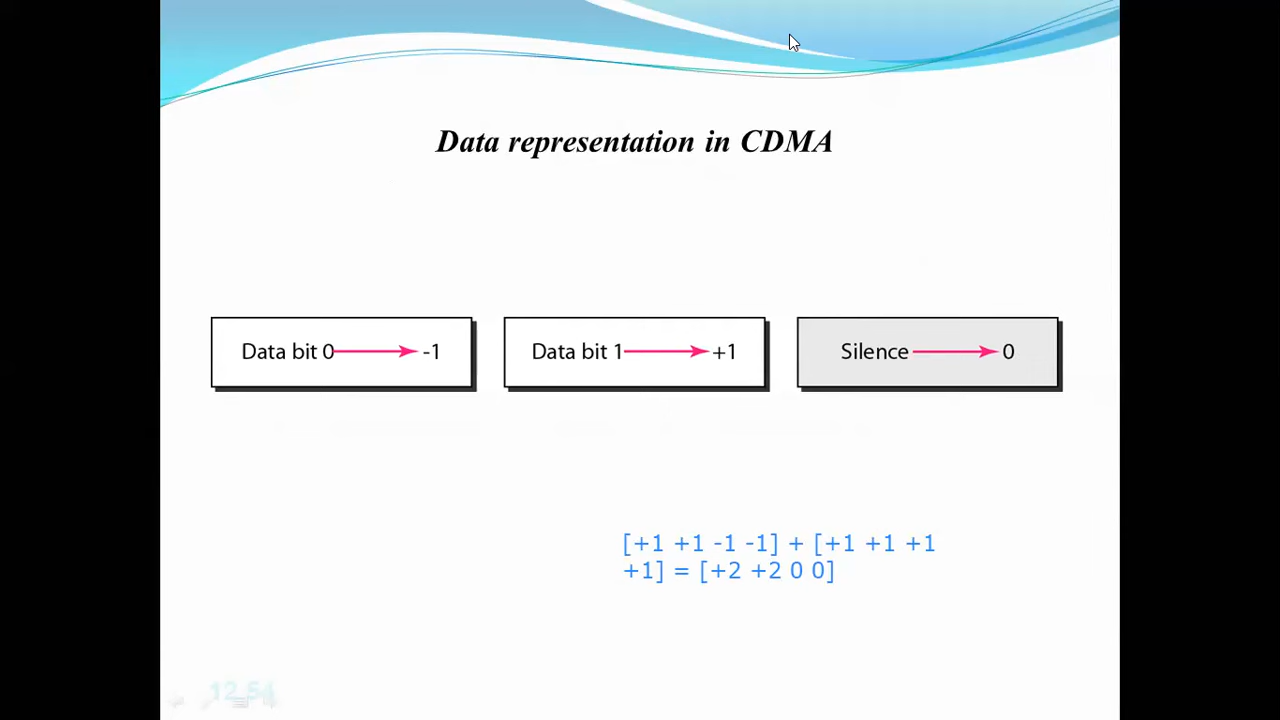 Data representation in CDMA
Data bit 0 -1
Data bit 1 +1
Silence 0
[+1 +1 -1 -1] + [+1 +1 +1
+1] = [+2 +2 0 0]